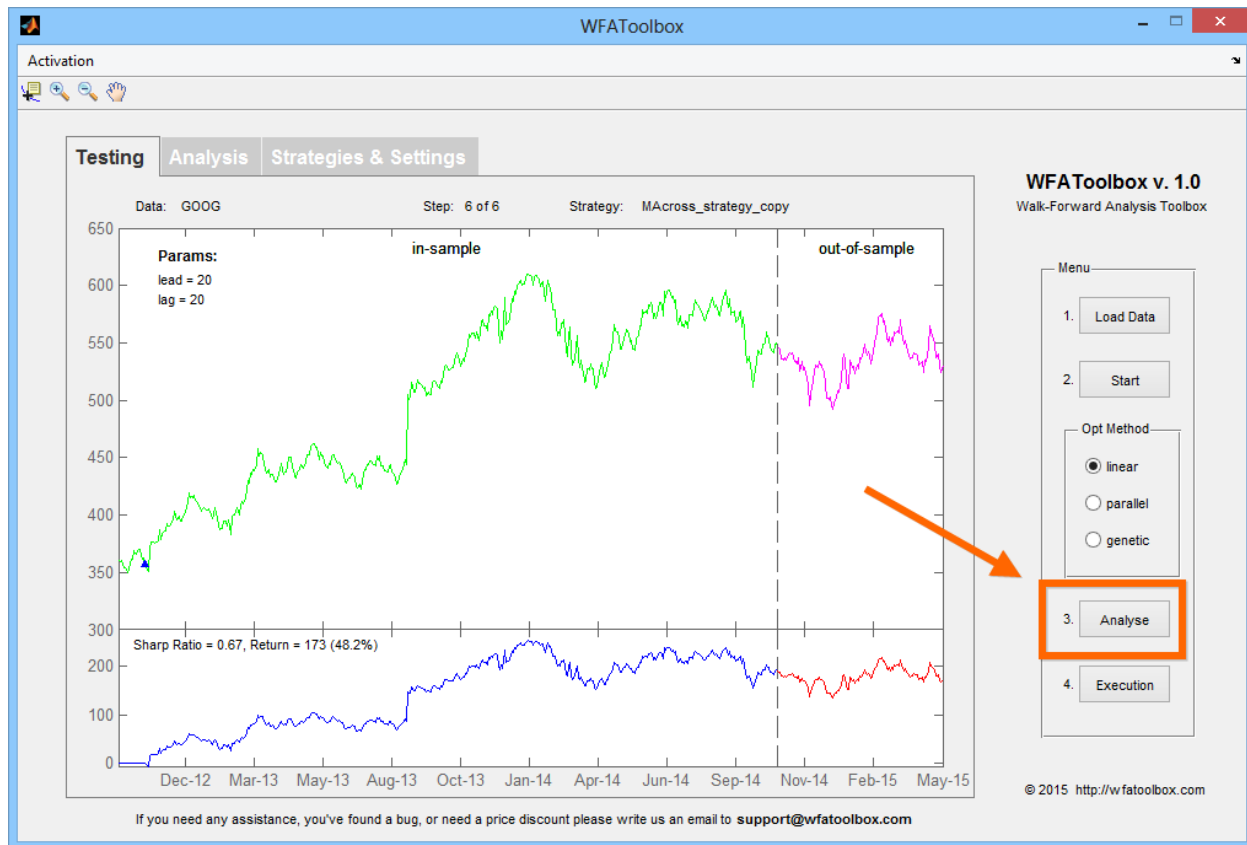 WFAToolbox
Activation
Testing Analysis Strategies & Settings
Data: GOOG Step: 6 of 6 Strategy: MAcross_strategy_copy
650
600
550
500
450
400
350
300
Params:
lead = 20
lag = 20
in-sample
out-of-sample
Sharp Ratio = 0.67, Return = 173 (48.2%)
200
100
0
Dec-12 Mar-13 May-13 Aug-13 Oct-13 Jan-14 Apr-14 Jun-14 Sep-14 Nov-14 Feb-15 May-15
If you need any assistance, you've found a bug, or need a price discount please write us an email to support@wfatoolbox.com
WFAToolbox v. 1.0
Walk-Forward Analysis Toolbox
Menu
1. Load Data
2. Start
Opt Method
linear
parallel
genetic
3. Analyse
4. Execution
© 2015 http://wfatoolbox.com